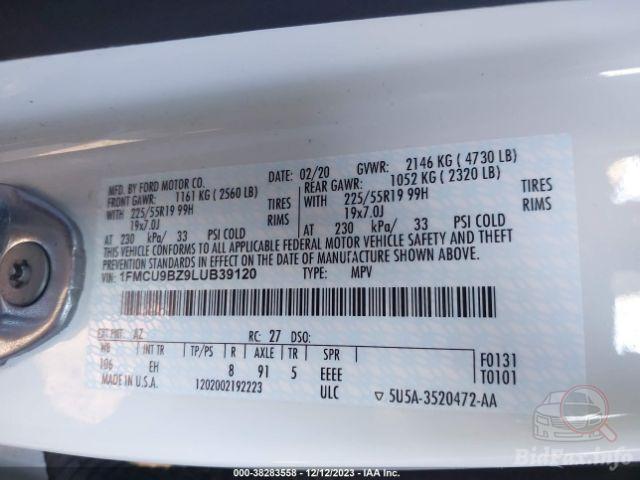 MFD. BY FORD MOTOR CO.
DATE: 02/20 GVWR: 2146 KG ( 4730 LB)
FRONT GAWR: 1161 KG ( 2560 LB)
REAR GAWR: 1052 KG ( 2320 LB)
WITH 225/55R19 99H TIRES
WITH 225/55R19 99H TIRES
19x7.0J RIMS
19x7.0J RIMS
AT 230 kPa/ 33 PSI COLD
AT 230 kPa/ 33 PSI COLD
THIS VEHICLE CONFORMS TO ALL APPLICABLE FEDERAL MOTOR VEHICLE SAFETY AND THEFT
PREVENTION STANDARDS IN EFFECT ON THE DATE OF MANUFACTURE SHOWN ABOVE.
VIN: 1FMCU9BZ9LUB39120 TYPE: MPV
EXT PNT: AZ RC: 27 DSO:
WB INT TR TP/PS R AXLE TR SPR
106 EH 8 91 5 EEEE
F0131
T0101
MADE IN U.S.A. 1202002192223 ULC ▽ 5U5A-3520472-AA
BidFax.info
000-38283558 - 12/12/2023 - IAA Inc.